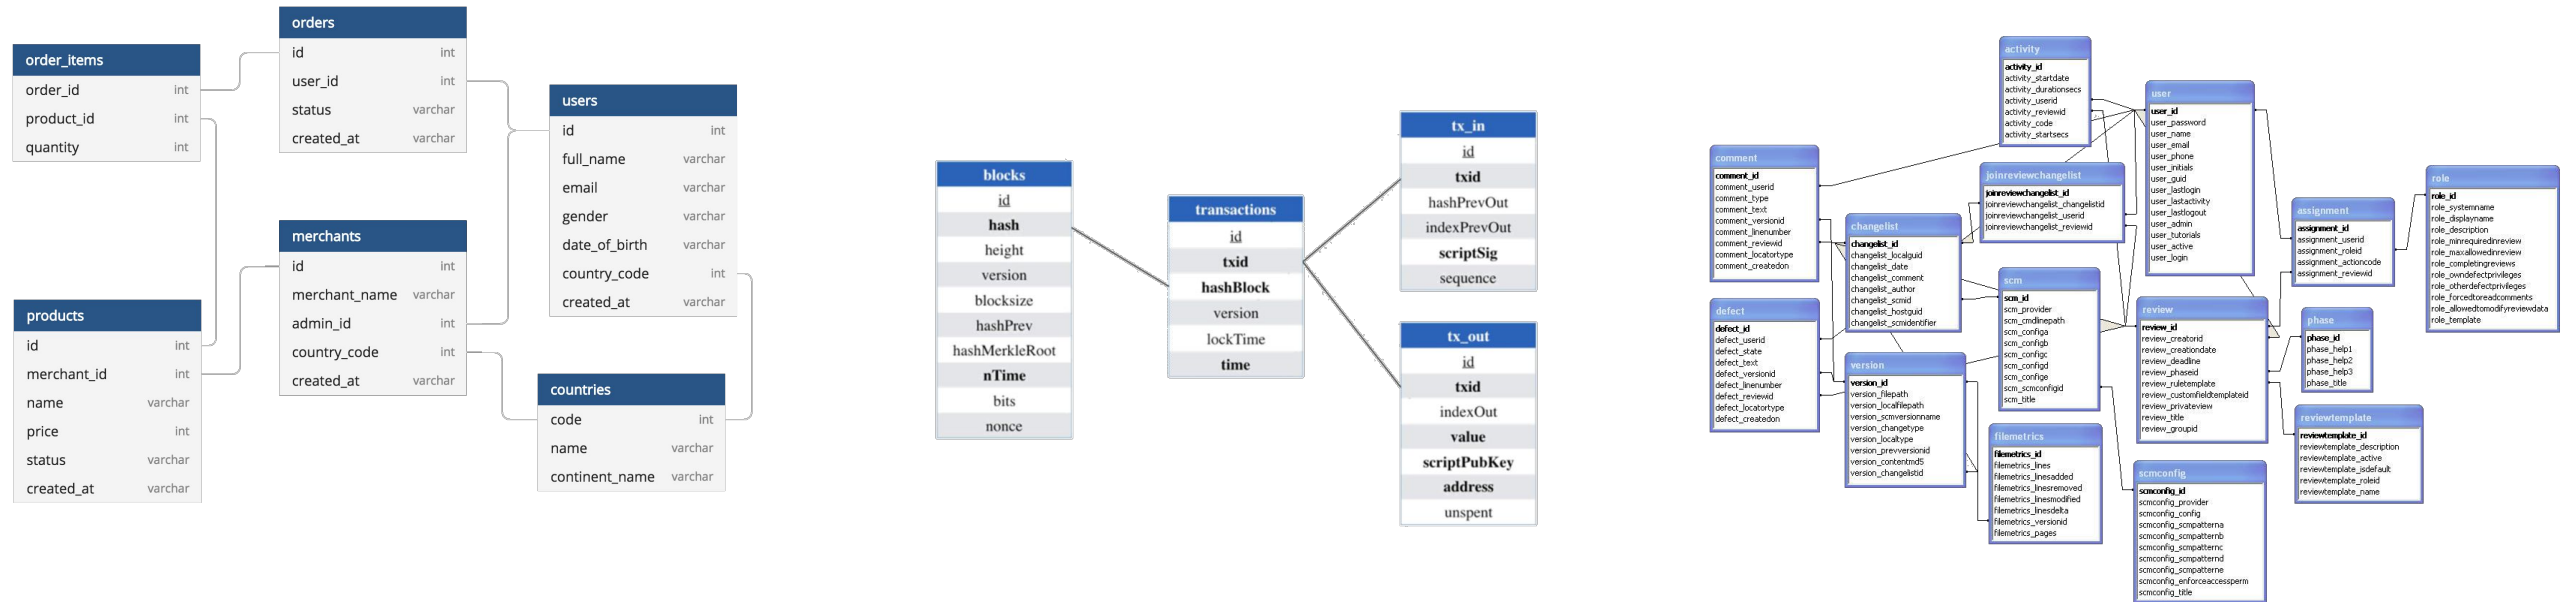 order_items
order_id int
product_id int
quantity int
orders
id int
user_id int
status varchar
created_at varchar
users
id int
full_name varchar
email varchar
gender varchar
date_of_birth varchar
country_code int
created_at varchar
merchants
id int
merchant_name varchar
admin_id int
country_code int
created_at varchar
products
id int
merchant_id int
name varchar
price int
status varchar
created_at varchar
countries
code int
name varchar
continent_name varchar
blocks
id
hash
height
version
blocksize
hashPrev
hashMerkleRoot
nTime
bits
nonce
transactions
id
txid
hashBlock
version
lockTime
time
tx_in
id
txid
hashPrevOut
indexPrevOut
scriptSig
sequence
tx_out
id
txid
indexOut
value
scriptPubKey
address
unspent
activity
activity_id
activity_startdate
activity_durationsecs
activity_userid
activity_reviewid
activity_code
activity_startsecs
user
user_id
user_password
user_name
user_email
user_phone
user_initials
user_guid
user_lastlogin
user_lastactivity
user_lastlogout
user_admin
user_tutorials
user_active
user_login
comment
comment_id
comment_userid
comment_type
comment_text
comment_versionid
comment_linenumber
comment_reviewid
comment_locatortype
comment_createdon
joinreviewchangelist
joinreviewchangelist_id
joinreviewchangelist_changelistid
joinreviewchangelist_userid
joinreviewchangelist_reviewid
role
role_id
role_systemname
role_displayname
role_description
role_minrequiredinreview
role_maxallowedinreview
role_completingreviews
role_owndefectprivileges
role_otherdefectprivileges
role_forcedtoreadcomments
role_allowedtomodifyreviewdata
role_template
assignment
assignment_id
assignment_userid
assignment_roleid
assignment_actioncode
assignment_reviewid
changelist
changelist_id
changelist_localguid
changelist_date
changelist_comment
changelist_author
changelist_scmid
changelist_hostguid
changelist_scmidentifier
scm
scm_id
scm_provider
scm_cmdlinepath
scm_configa
scm_configb
scm_configc
scm_configd
scm_confige
scm_scmconfigid
scm_title
defect
defect_id
defect_userid
defect_state
defect_text
defect_versionid
defect_linenumber
defect_reviewid
defect_locatortype
defect_createdon
review
review_id
review_creatorid
review_creationdate
review_deadline
review_phaseid
review_ruletemplate
review_customfieldtemplateid
review_privateview
review_title
review_groupid
phase
phase_id
phase_help1
phase_help2
phase_help3
phase_title
version
version_id
version_filepath
version_localfilepath
version_scmversionname
version_changetype
version_localtype
version_prevversionid
version_contentmd5
version_changelistid
reviewtemplate
reviewtemplate_id
reviewtemplate_description
reviewtemplate_active
reviewtemplate_isdefault
reviewtemplate_roleid
reviewtemplate_name
filemetrics
filemetrics_id
filemetrics_lines
filemetrics_linesadded
filemetrics_linesremoved
filemetrics_linesmodified
filemetrics_linesdelta
filemetrics_versionid
filemetrics_pages
scmconfig
scmconfig_id
scmconfig_provider
scmconfig_config
scmconfig_scmpatterna
scmconfig_scmpatternb
scmconfig_scmpatternc
scmconfig_scmpatternd
scmconfig_scmpatterne
scmconfig_enforceaccessperm
scmconfig_title